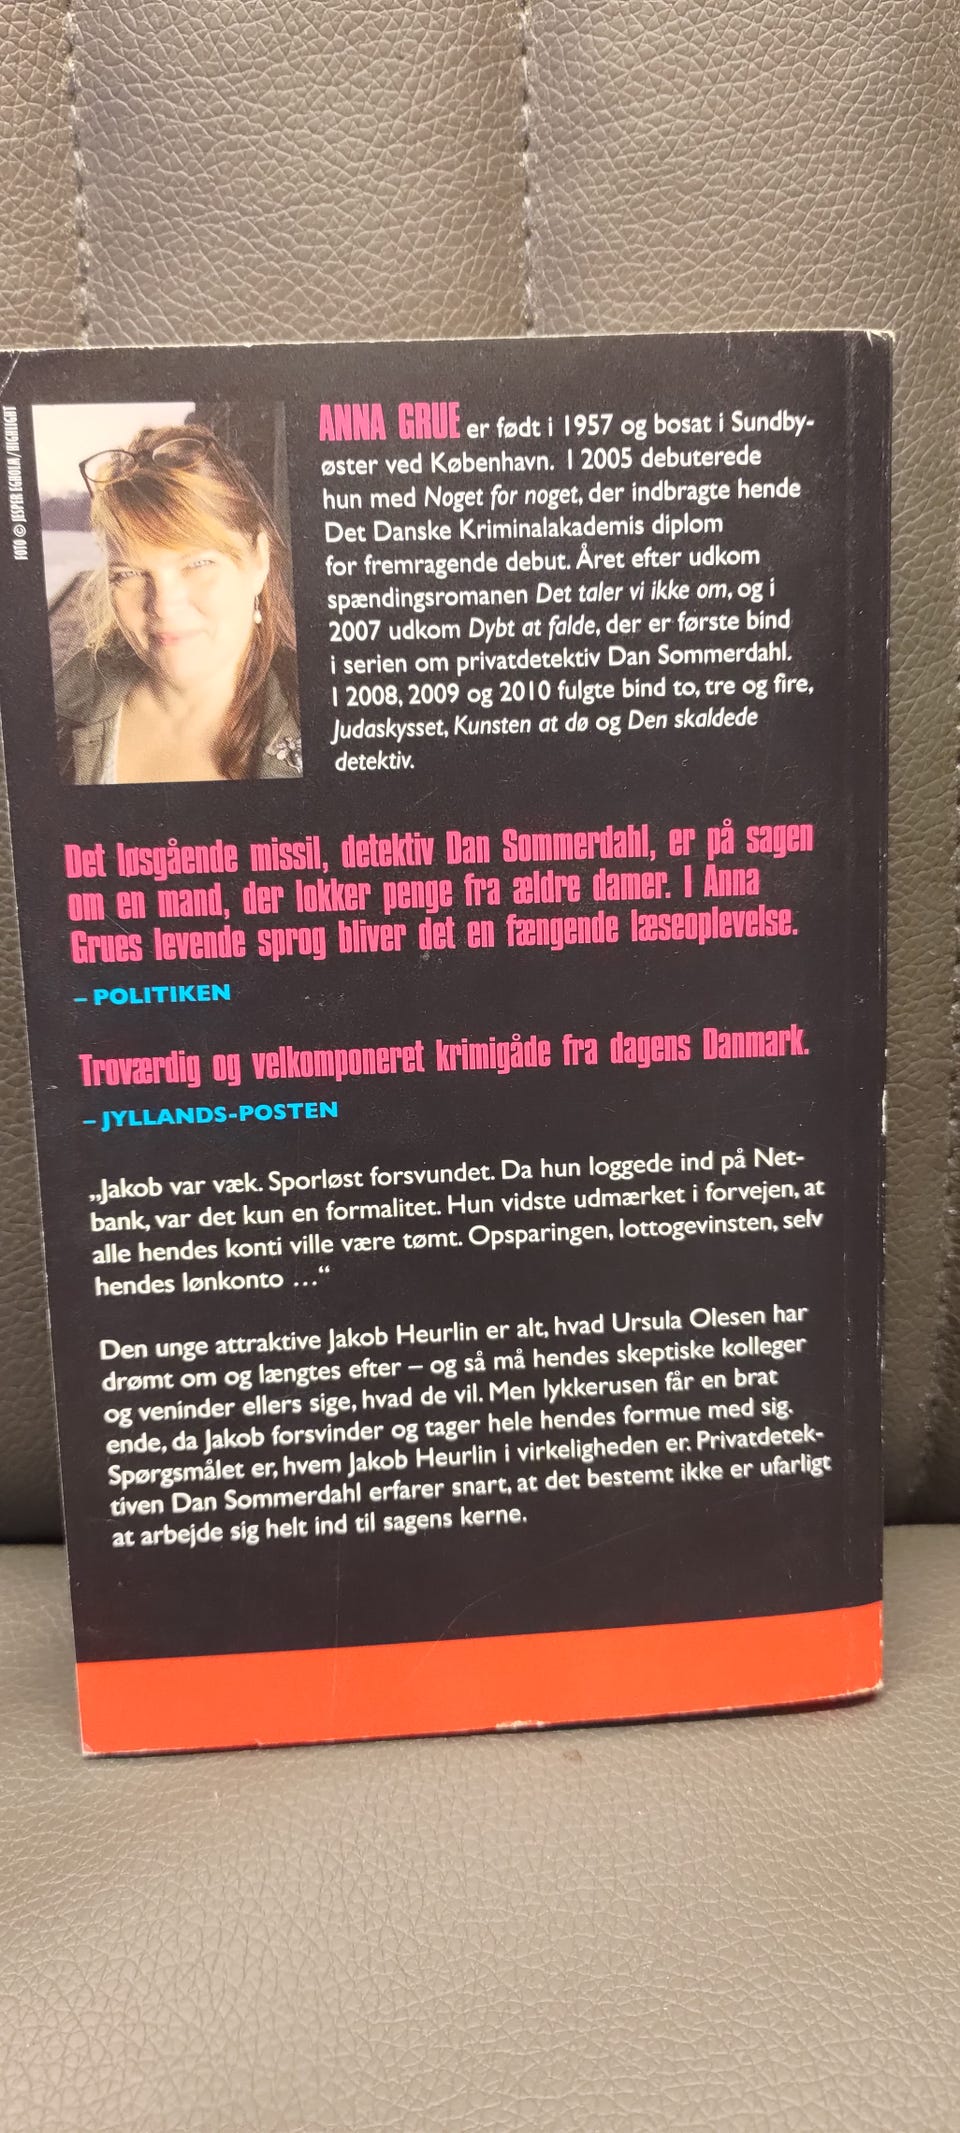 FOTO © JESPER EGHOLM/HIGHLIGHT
ANNA GRUE er født i 1957 og bosat i Sundby-
øster ved København. I 2005 debuterede
hun med Noget for noget, der indbragte hende
Det Danske Kriminalakademis diplom
for fremragende debut. Året efter udkom
spændingsromanen Det taler vi ikke om, og i
2007 udkom Dybt at falde, der er første bind
i serien om privatdetektiv Dan Sommerdahl.
I 2008, 2009 og 2010 fulgte bind to, tre og fire,
Judaskysset, Kunsten at dø og Den skaldede
detektiv.
Det løsgående missil, detektiv Dan Sommerdahl, er på sagen
om en mand, der lokker penge fra ældre damer. I Anna
Grues levende sprog bliver det en fængende læseoplevelse.
– POLITIKEN
Troværdig og velkomponeret krimigåde fra dagens Danmark.
– JYLLANDS-POSTEN
„Jakob var væk. Sporløst forsvundet. Da hun loggede ind på Net-
bank, var det kun en formalitet. Hun vidste udmærket i forvejen, at
alle hendes konti ville være tømt. Opsparingen, lottogevinsten, selv
hendes lønkonto ...“
Den unge attraktive Jakob Heurlin er alt, hvad Ursula Olesen har
drømt om og længtes efter – og så må hendes skeptiske kolleger
og veninder ellers sige, hvad de vil. Men lykkerusen får en brat
ende, da Jakob forsvinder og tager hele hendes formue med sig.
Spørgsmålet er, hvem Jakob Heurlin i virkeligheden er. Privatdetek-
tiven Dan Sommerdahl erfarer snart, at det bestemt ikke er ufarligt
at arbejde sig helt ind til sagens kerne.